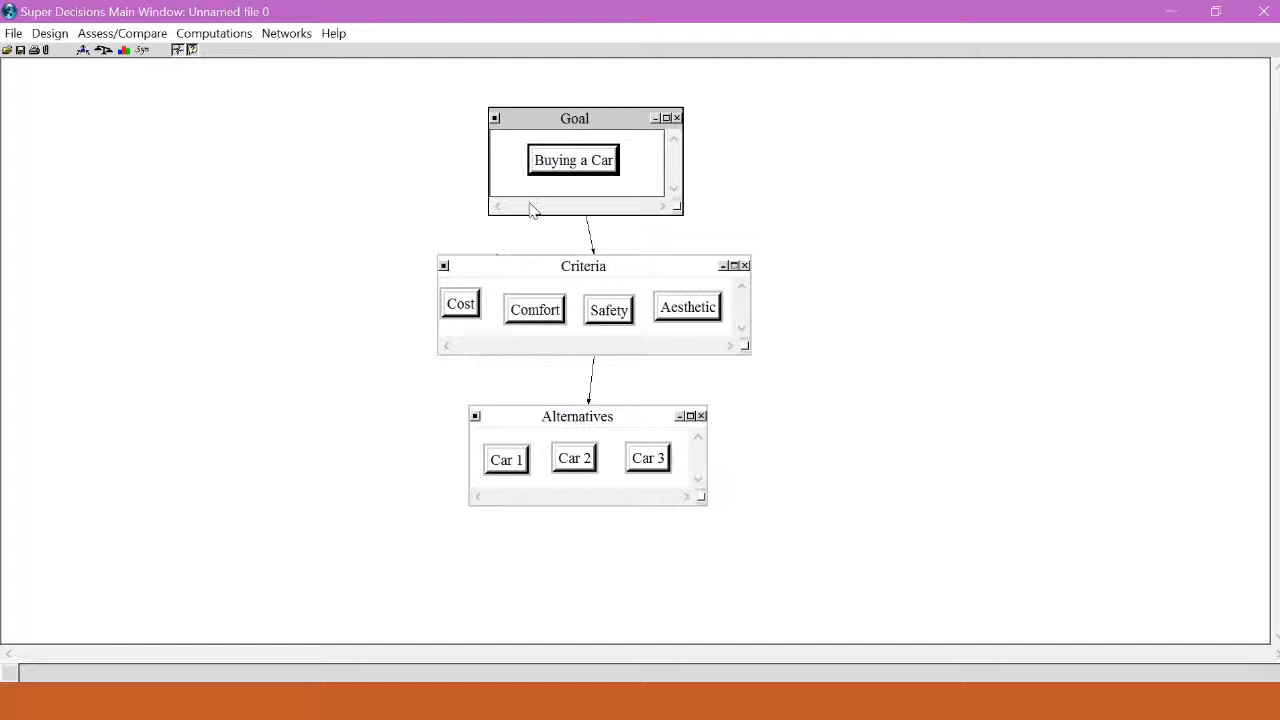 Super Decisions Main Window: Unnamed file 0
File Design Assess/Compare Computations Networks Help
Syn
Goal
Buying a Car
Criteria
Cost Comfort Safety Aesthetic
Alternatives
Car 1 Car 2 Car 3